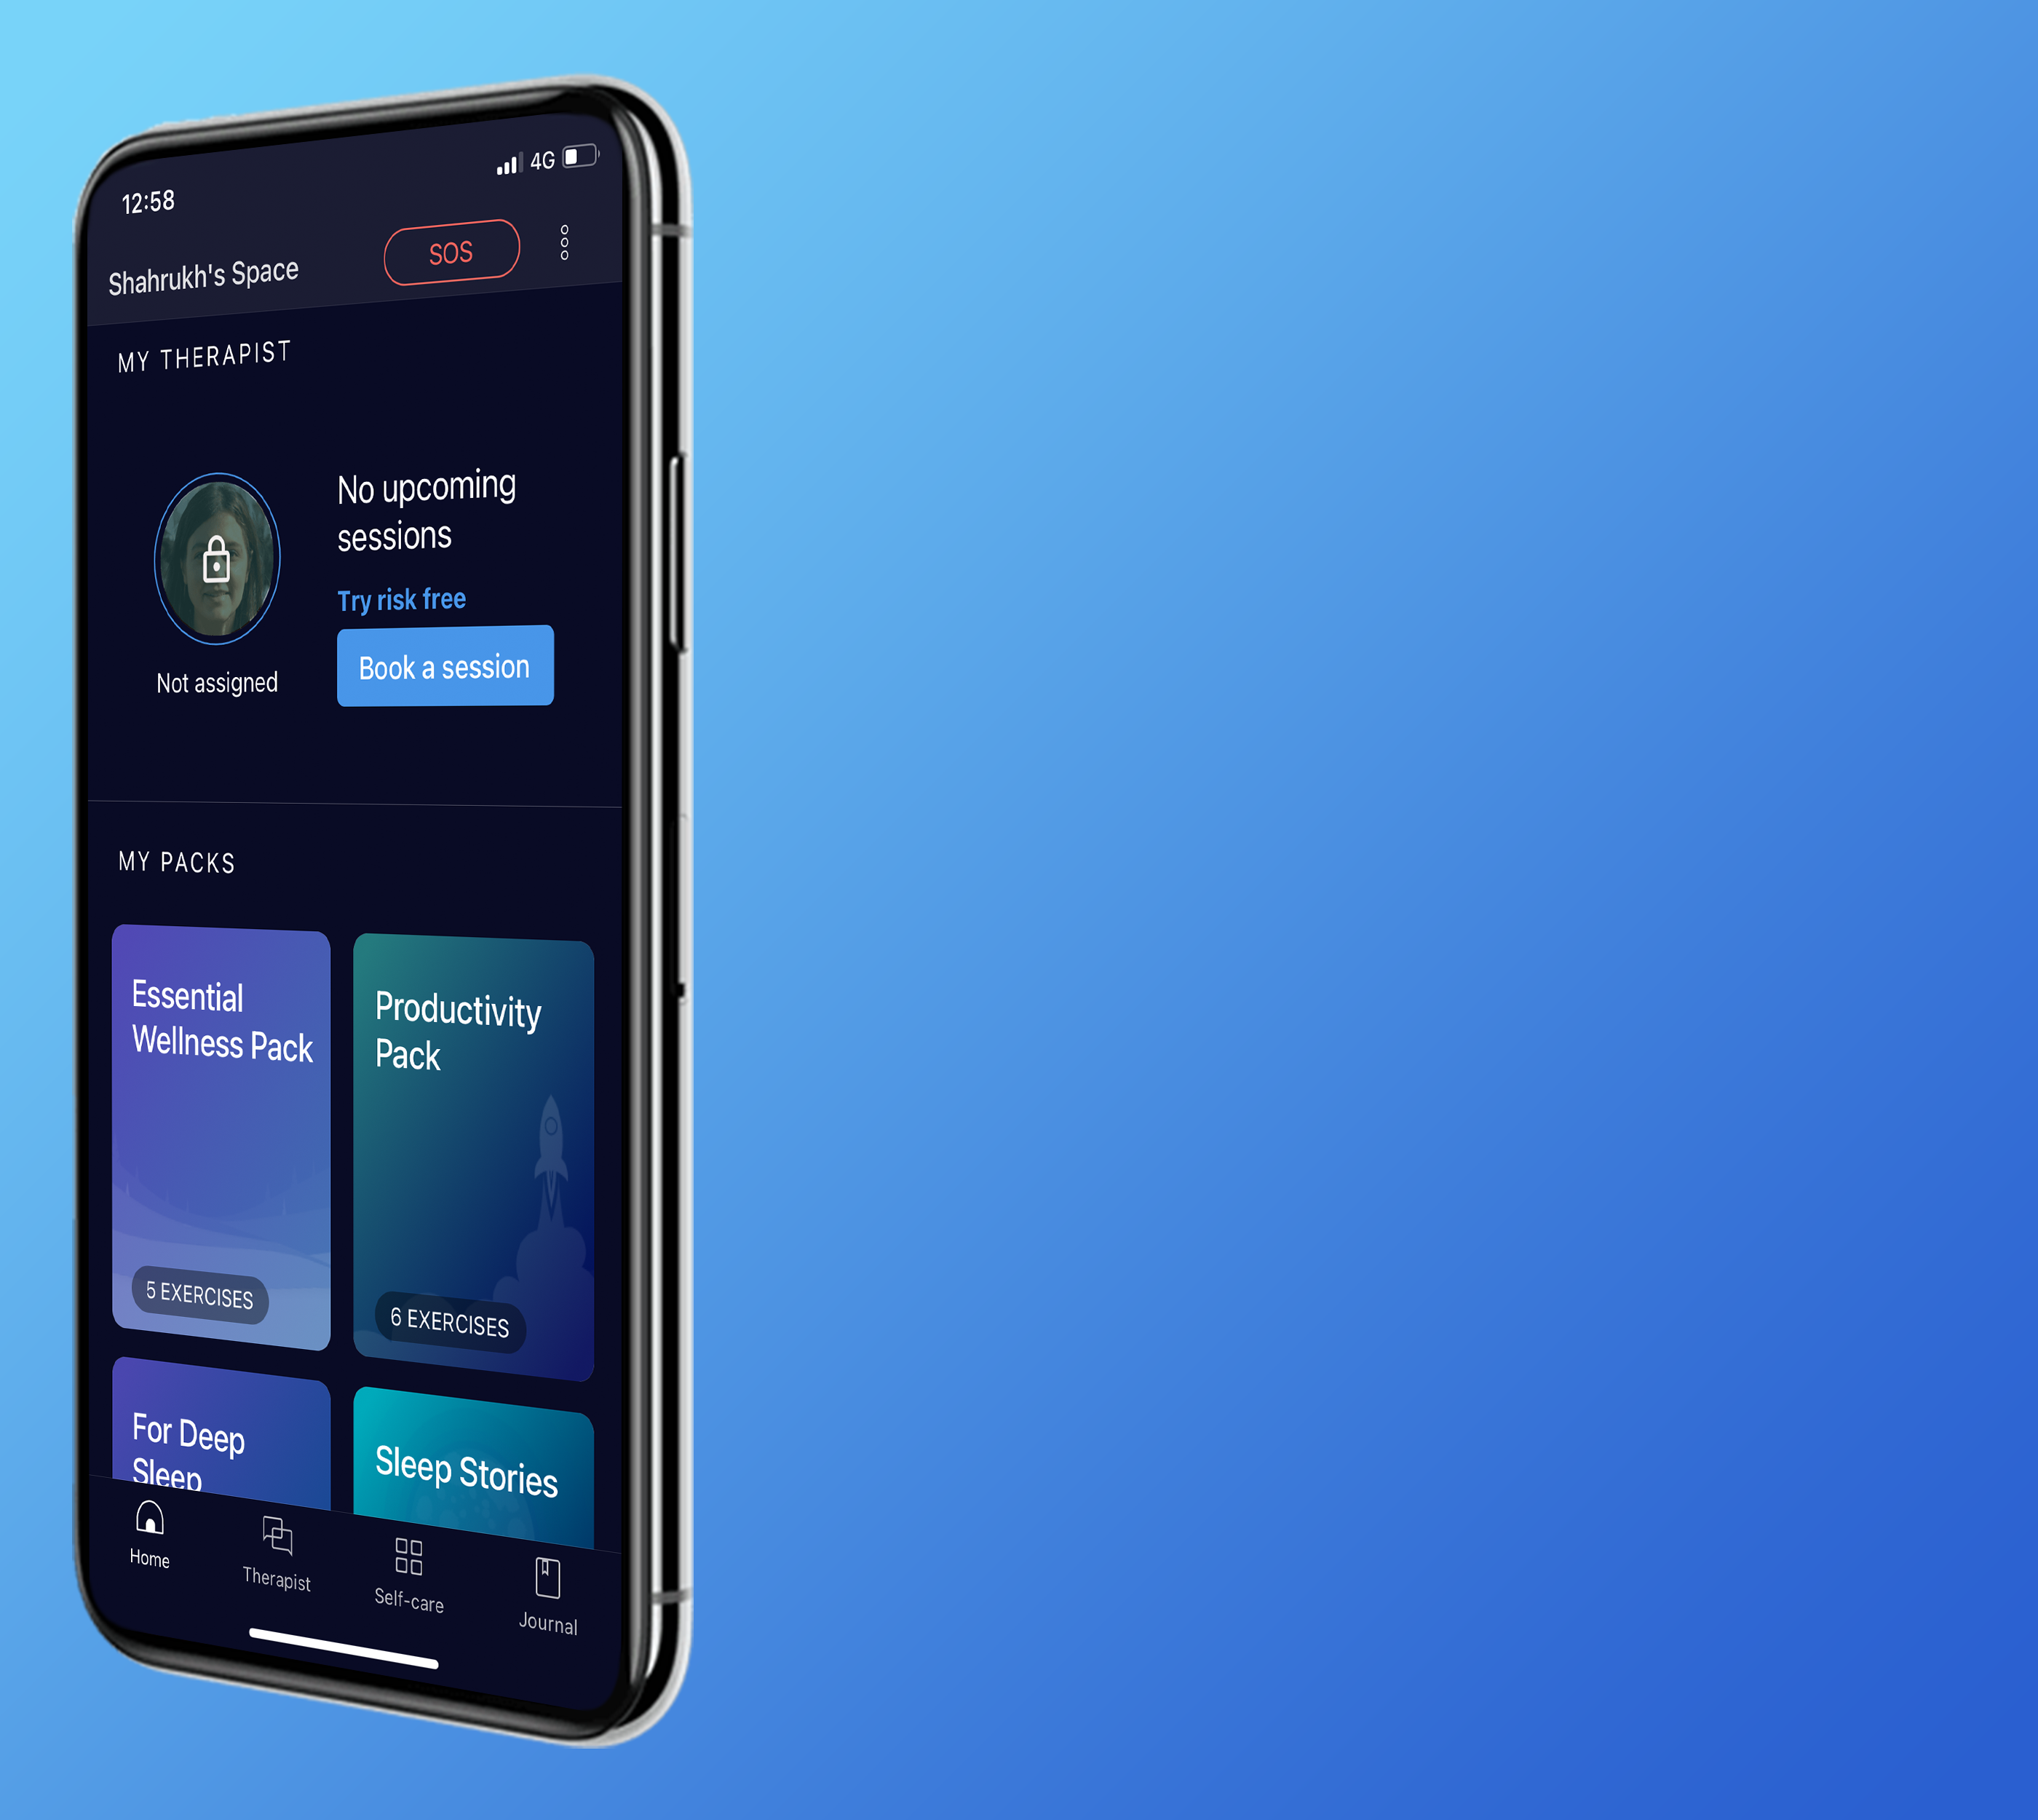 12:58
4G
Shahrukh's Space
SOS
MY THERAPIST
No upcoming
sessions
Try risk free
Book a session
Not assigned
MY PACKS
Essential
Wellness Pack
5 EXERCISES
Productivity
Pack
6 EXERCISES
For Deep
Sleep
Sleep Stories
Home
Therapist
Self-care
Journal